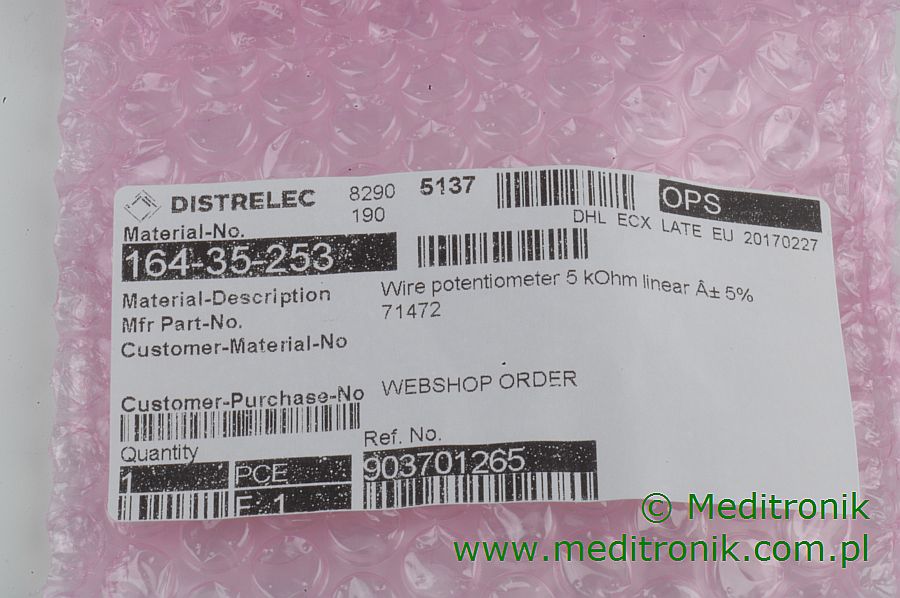 DISTRELEC 8290 5137 OPS
190
DHL ECX LATE EU 20170227
Material-No.
164-35-253
Material-Description Wire potentiometer 5 kOhm linear Â± 5%
Mfr Part-No. 71472
Customer-Material-No
Customer-Purchase-No WEBSHOP ORDER
Quantity Ref. No.
1 PCE 903701265
F 1
© Meditronik
www.meditronik.com.pl